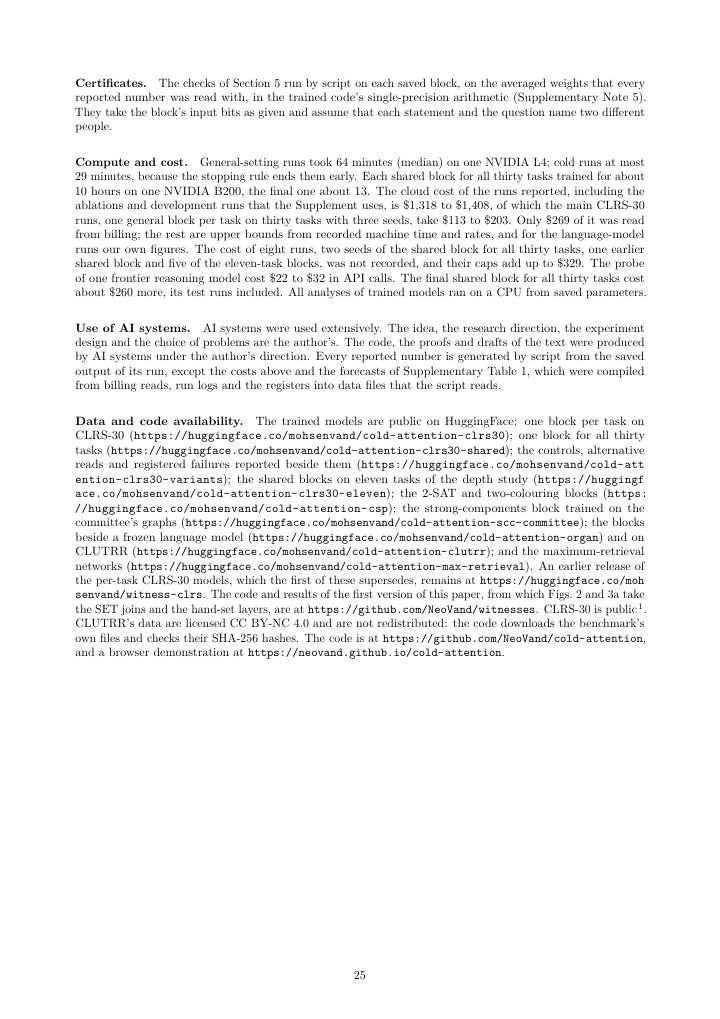 Certificates. The checks of Section 5 run by script on each saved block, on the averaged weights that every
reported number was read with, in the trained code's single-precision arithmetic (Supplementary Note 5).
They take the block's input bits as given and assume that each statement and the question name two different
people.
Compute and cost. General-setting runs took 64 minutes (median) on one NVIDIA L4; cold runs at most
29 minutes, because the stopping rule ends them early. Each shared block for all thirty tasks trained for about
10 hours on one NVIDIA B200, the final one about 13. The cloud cost of the runs reported, including the
ablations and development runs that the Supplement uses, is $1,318 to $1,408, of which the main CLRS-30
runs, one general block per task on thirty tasks with three seeds, take $113 to $203. Only $269 of it was read
from billing; the rest are upper bounds from recorded machine time and rates, and for the language-model
runs our own figures. The cost of eight runs, two seeds of the shared block for all thirty tasks, one earlier
shared block and five of the eleven-task blocks, was not recorded, and their caps add up to $329. The probe
of one frontier reasoning model cost $22 to $32 in API calls. The final shared block for all thirty tasks cost
about $260 more, its test runs included. All analyses of trained models ran on a CPU from saved parameters.
Use of AI systems. AI systems were used extensively. The idea, the research direction, the experiment
design and the choice of problems are the author's. The code, the proofs and drafts of the text were produced
by AI systems under the author's direction. Every reported number is generated by script from the saved
output of its run, except the costs above and the forecasts of Supplementary Table 1, which were compiled
from billing reads, run logs and the registers into data files that the script reads.
Data and code availability. The trained models are public on HuggingFace: one block per task on
CLRS-30 (https://huggingface.co/mohsenvand/cold-attention-clrs30); one block for all thirty
tasks (https://huggingface.co/mohsenvand/cold-attention-clrs30-shared); the controls, alternative
reads and registered failures reported beside them (https://huggingface.co/mohsenvand/cold-att
ention-clrs30-variants); the shared blocks on eleven tasks of the depth study (https://huggingf
ace.co/mohsenvand/cold-attention-clrs30-eleven); the 2-SAT and two-colouring blocks (https:
//huggingface.co/mohsenvand/cold-attention-csp); the strong-components block trained on the
committee's graphs (https://huggingface.co/mohsenvand/cold-attention-scc-committee); the blocks
beside a frozen language model (https://huggingface.co/mohsenvand/cold-attention-organ) and on
CLUTRR (https://huggingface.co/mohsenvand/cold-attention-clutrr); and the maximum-retrieval
networks (https://huggingface.co/mohsenvand/cold-attention-max-retrieval). An earlier release of
the per-task CLRS-30 models, which the first of these supersedes, remains at https://huggingface.co/moh
senvand/witness-clrs. The code and results of the first version of this paper, from which Figs. 2 and 3a take
the SET joins and the hand-set layers, are at https://github.com/NeoVand/witnesses. CLRS-30 is public1.
CLUTRR's data are licensed CC BY-NC 4.0 and are not redistributed: the code downloads the benchmark's
own files and checks their SHA-256 hashes. The code is at https://github.com/NeoVand/cold-attention,
and a browser demonstration at https://neovand.github.io/cold-attention.
25